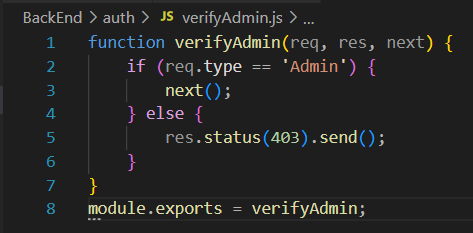 BackEnd > auth > JS verifyAdmin.js > ...
1 function verifyAdmin(req, res, next) {
2     if (req.type == 'Admin') {
3         next();
4     } else {
5         res.status(403).send();
6     }
7 }
8 module.exports = verifyAdmin;